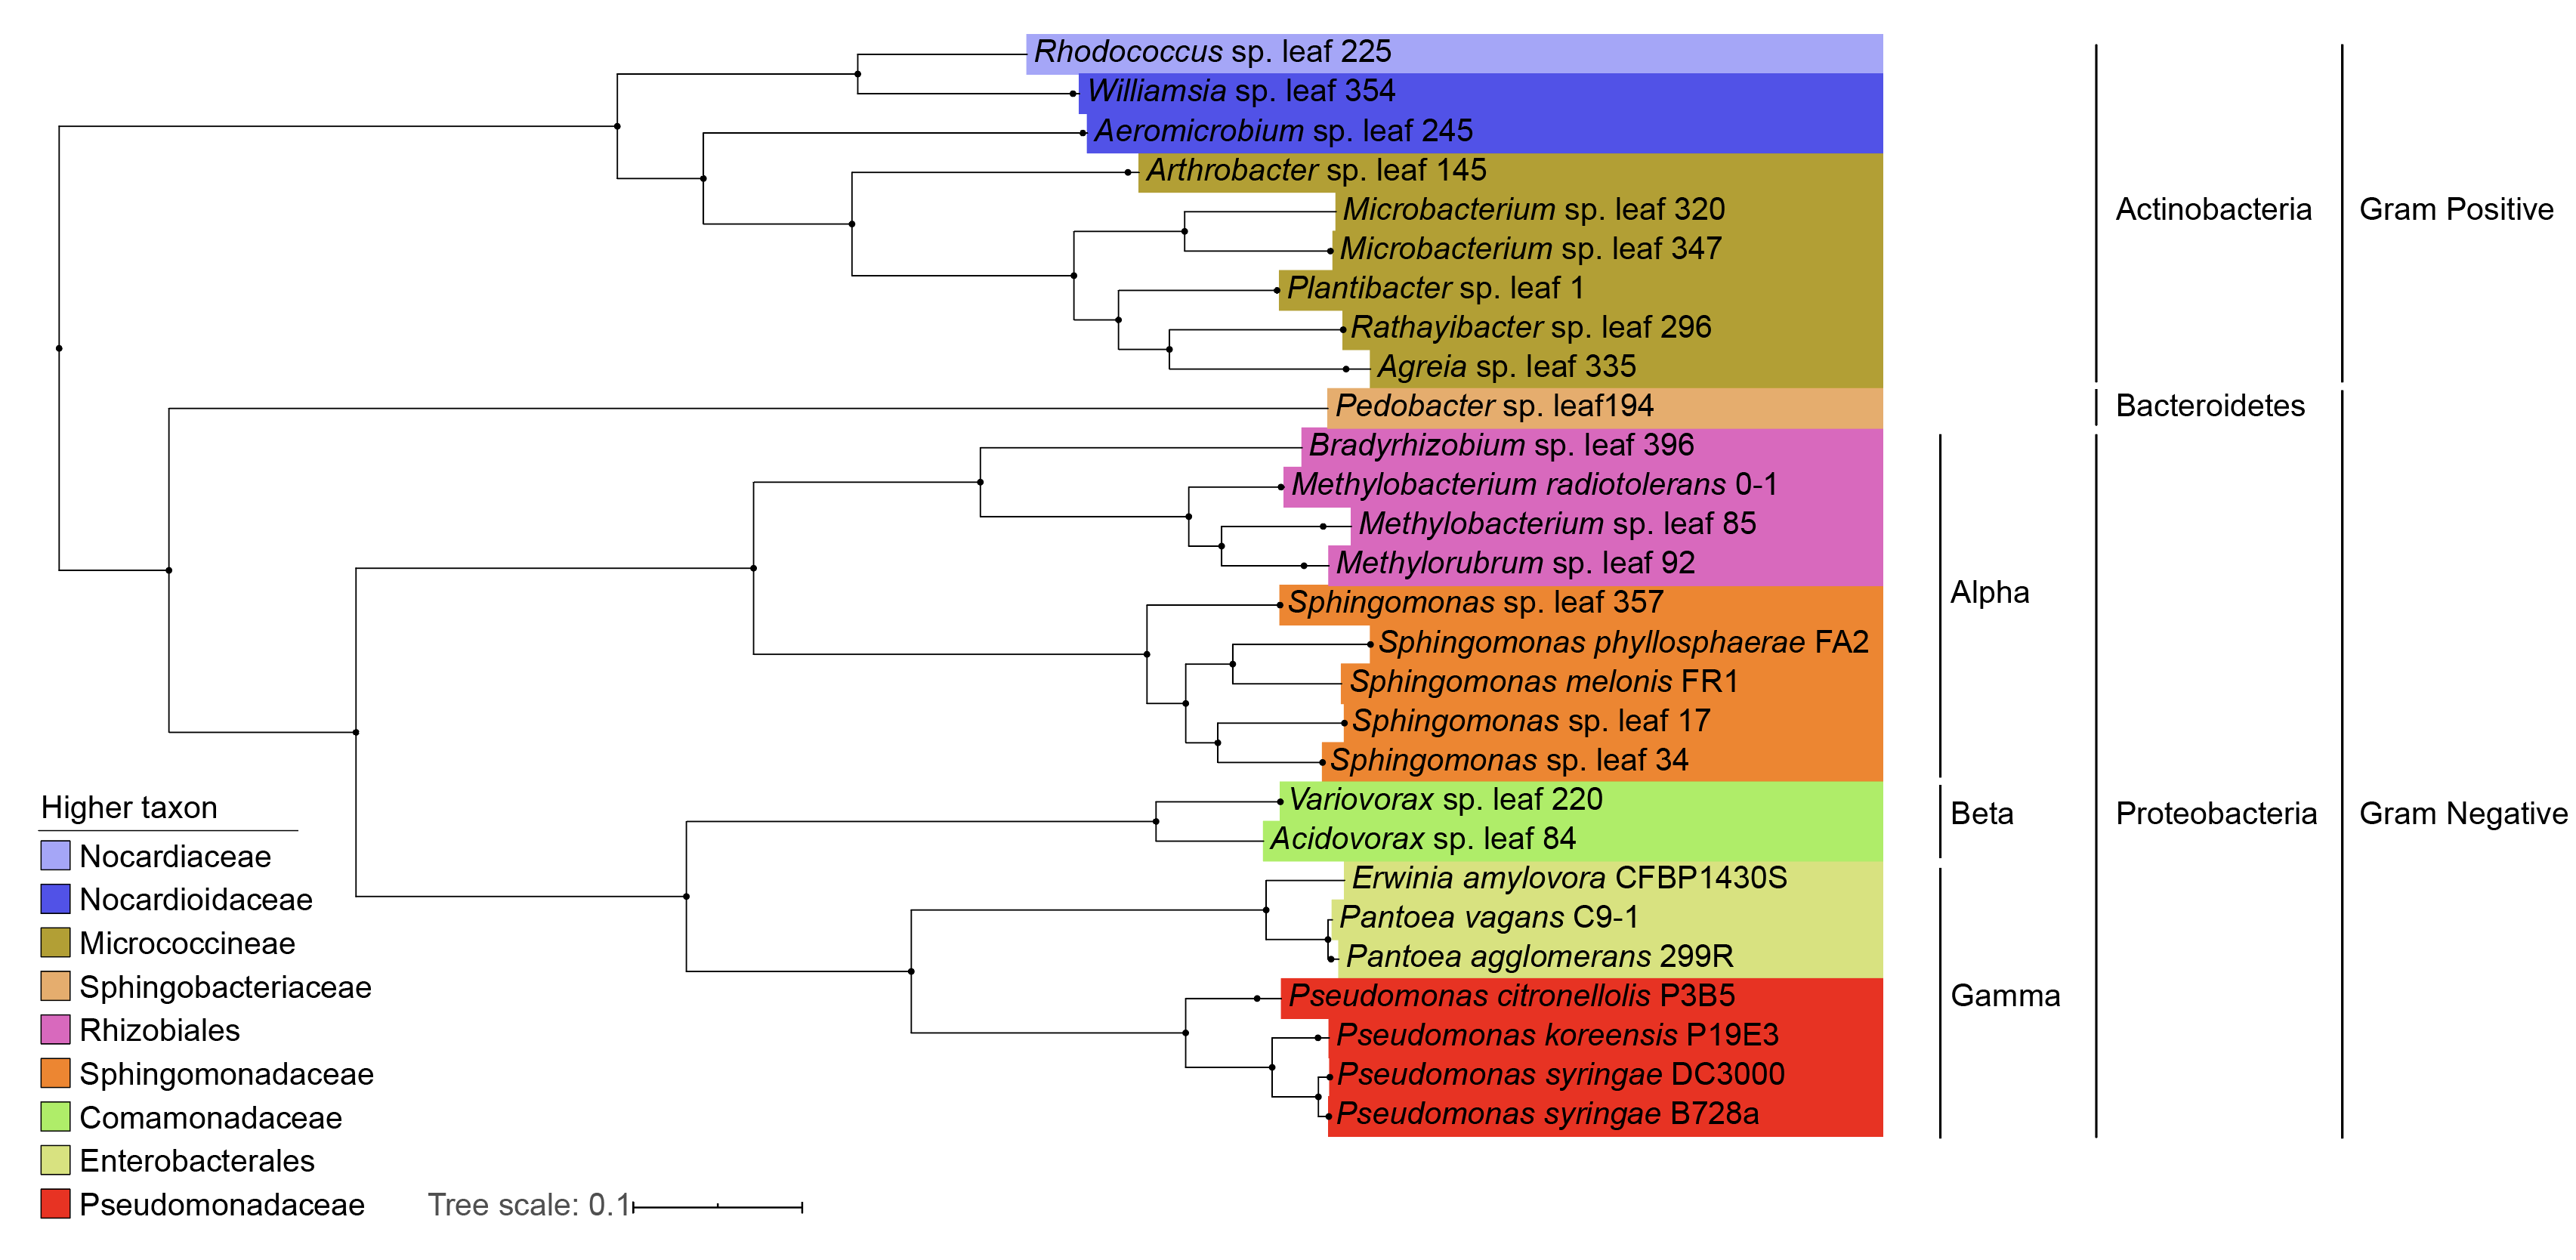 Rhodococcus sp. leaf 225
Williamsia sp. leaf 354
Aeromicrobium sp. leaf 245
Arthrobacter sp. leaf 145
Microbacterium sp. leaf 320
Microbacterium sp. leaf 347
Plantibacter sp. leaf 1
Rathayibacter sp. leaf 296
Agreia sp. leaf 335
Pedobacter sp. leaf194
Bradyrhizobium sp. leaf 396
Methylobacterium radiotolerans 0-1
Methylobacterium sp. leaf 85
Methylorubrum sp. leaf 92
Sphingomonas sp. leaf 357
Sphingomonas phyllosphaerae FA2
Sphingomonas melonis FR1
Sphingomonas sp. leaf 17
Sphingomonas sp. leaf 34
Variovorax sp. leaf 220
Acidovorax sp. leaf 84
Erwinia amylovora CFBP1430S
Pantoea vagans C9-1
Pantoea agglomerans 299R
Pseudomonas citronellolis P3B5
Pseudomonas koreensis P19E3
Pseudomonas syringae DC3000
Pseudomonas syringae B728a
Alpha
Beta
Gamma
Actinobacteria
Bacteroidetes
Proteobacteria
Gram Positive
Gram Negative
Higher taxon
Nocardiaceae
Nocardioidaceae
Micrococcineae
Sphingobacteriaceae
Rhizobiales
Sphingomonadaceae
Comamonadaceae
Enterobacterales
Pseudomonadaceae
Tree scale: 0.1